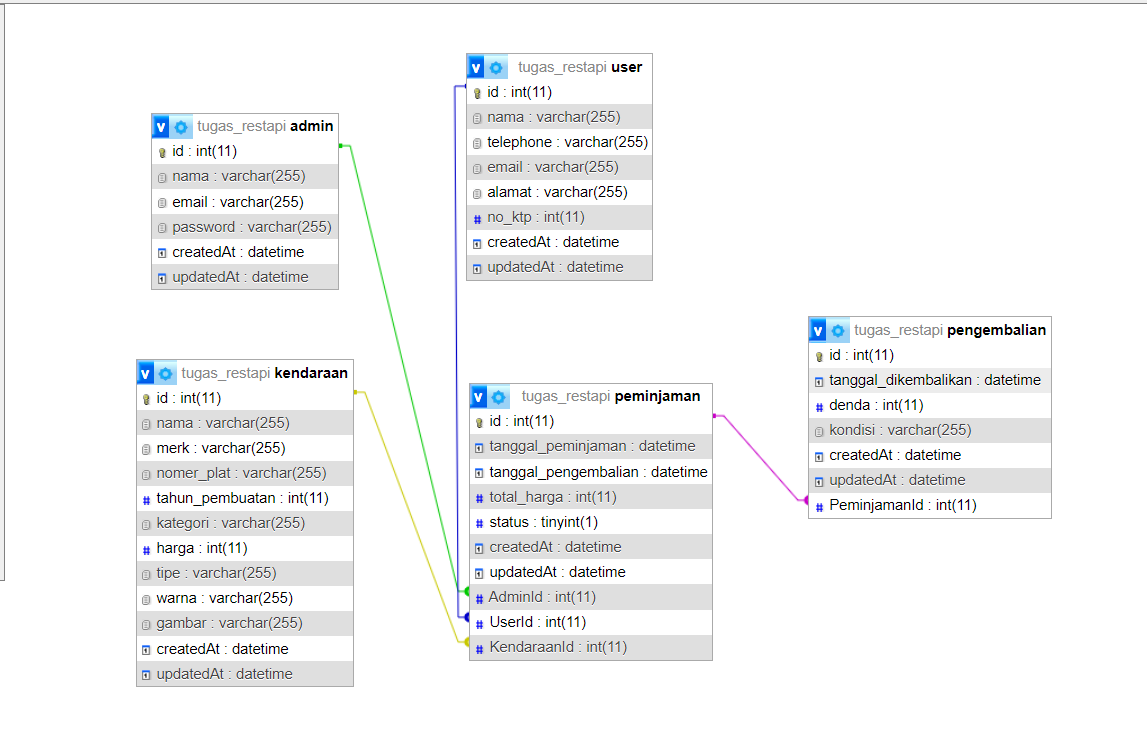 tugas_restapi admin
id : int(11)
nama : varchar(255)
email : varchar(255)
password : varchar(255)
createdAt : datetime
updatedAt : datetime
tugas_restapi user
id : int(11)
nama : varchar(255)
telephone : varchar(255)
email : varchar(255)
alamat : varchar(255)
no_ktp : int(11)
createdAt : datetime
updatedAt : datetime
tugas_restapi kendaraan
id : int(11)
nama : varchar(255)
merk : varchar(255)
nomer_plat : varchar(255)
tahun_pembuatan : int(11)
kategori : varchar(255)
harga : int(11)
tipe : varchar(255)
warna : varchar(255)
gambar : varchar(255)
createdAt : datetime
updatedAt : datetime
tugas_restapi peminjaman
id : int(11)
tanggal_peminjaman : datetime
tanggal_pengembalian : datetime
total_harga : int(11)
status : tinyint(1)
createdAt : datetime
updatedAt : datetime
AdminId : int(11)
UserId : int(11)
KendaraanId : int(11)
tugas_restapi pengembalian
id : int(11)
tanggal_dikembalikan : datetime
denda : int(11)
kondisi : varchar(255)
createdAt : datetime
updatedAt : datetime
PeminjamanId : int(11)